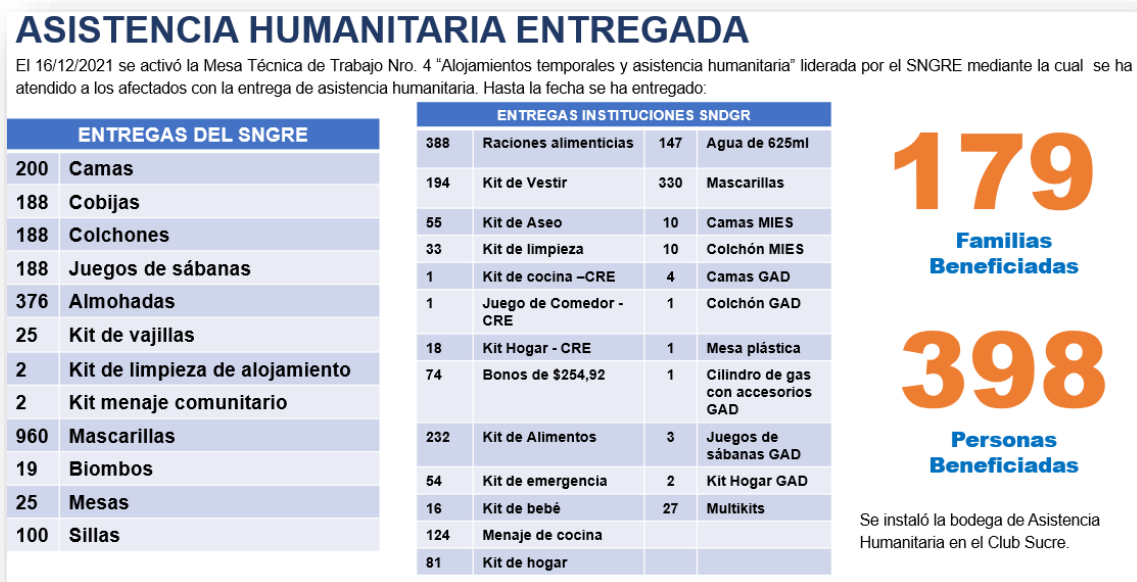 ASISTENCIA HUMANITARIA ENTREGADA
El 16/12/2021 se activó la Mesa Técnica de Trabajo Nro. 4 “Alojamientos temporales y asistencia humanitaria” liderada por el SNGRE mediante la cual se ha
atendido a los afectados con la entrega de asistencia humanitaria. Hasta la fecha se ha entregado:
ENTREGAS DEL SNGRE
200 Camas
188 Cobijas
188 Colchones
188 Juegos de sábanas
376 Almohadas
25 Kit de vajillas
2 Kit de limpieza de alojamiento
2 Kit menaje comunitario
960 Mascarillas
19 Biombos
25 Mesas
100 Sillas
ENTREGAS INSTITUCIONES SNDGR
388 Raciones alimenticias 147 Agua de 625ml
194 Kit de Vestir 330 Mascarillas
55 Kit de Aseo 10 Camas MIES
33 Kit de limpieza 10 Colchón MIES
1 Kit de cocina –CRE 4 Camas GAD
1 Juego de Comedor - 1 Colchón GAD
CRE
18 Kit Hogar - CRE 1 Mesa plástica
74 Bonos de $254,92 1 Cilindro de gas
con accesorios
GAD
232 Kit de Alimentos 3 Juegos de
sábanas GAD
54 Kit de emergencia 2 Kit Hogar GAD
16 Kit de bebé 27 Multikits
124 Menaje de cocina
81 Kit de hogar
179
Familias
Beneficiadas
398
Personas
Beneficiadas
Se instaló la bodega de Asistencia
Humanitaria en el Club Sucre.